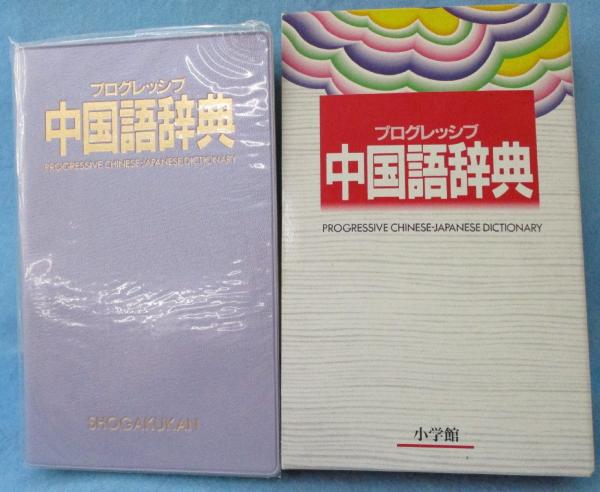 プログレッシブ
中国語辞典
PROGRESSIVE CHINESE-JAPANESE DICTIONARY
SHOGAKUKAN
プログレッシブ
中国語辞典
PROGRESSIVE CHINESE-JAPANESE DICTIONARY
小学館